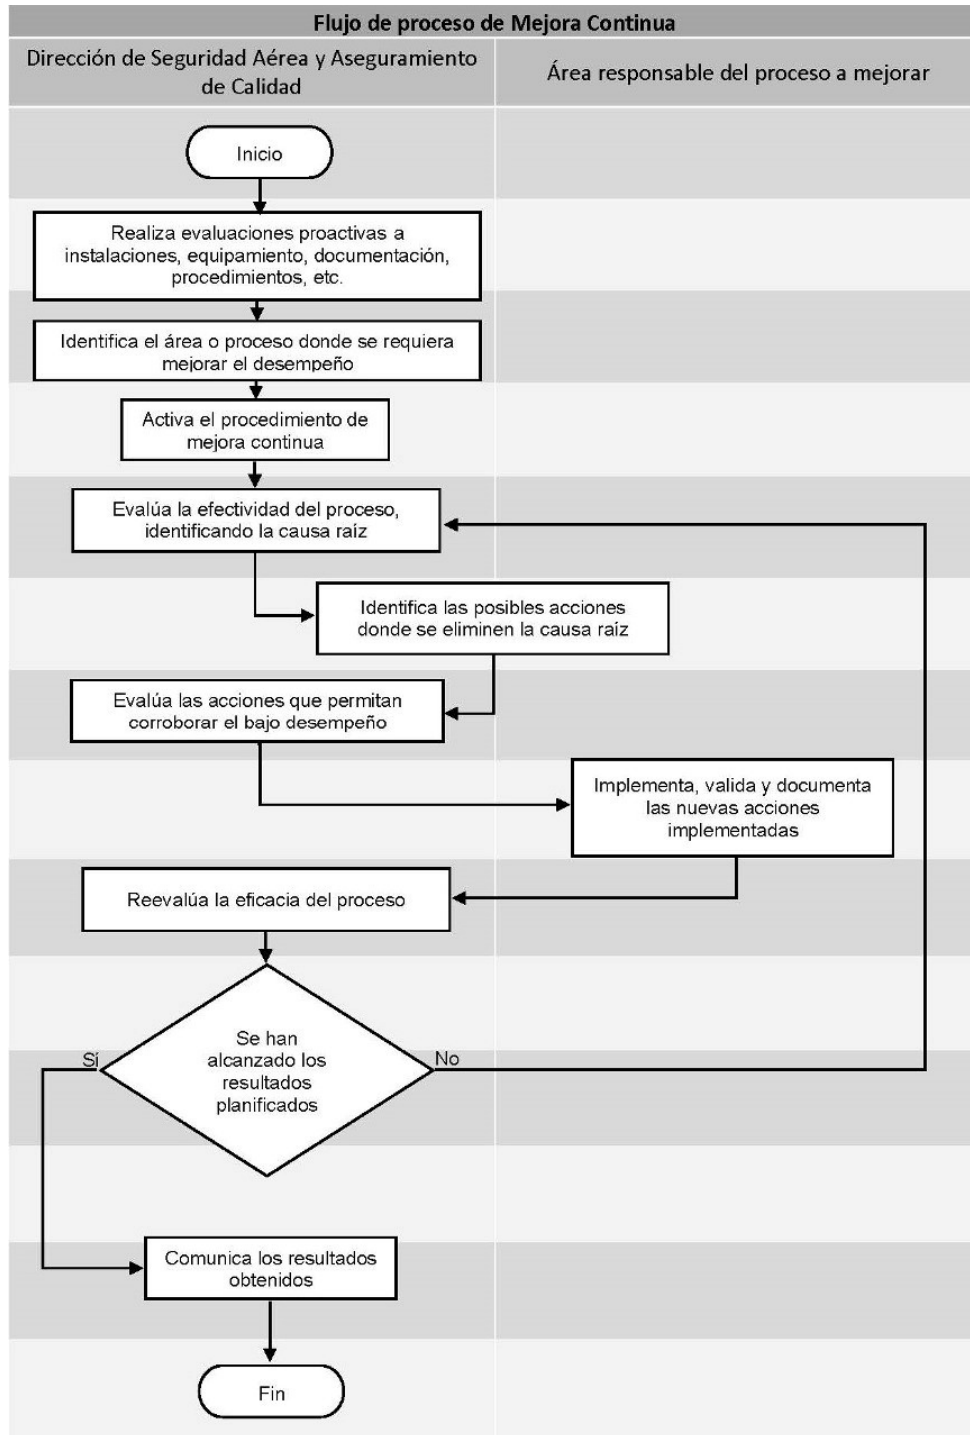 Flujo de proceso de Mejora Continua
Dirección de Seguridad Aérea y Aseguramiento
de Calidad
Área responsable del proceso a mejorar
Inicio
Realiza evaluaciones proactivas a
instalaciones, equipamiento, documentación,
procedimientos, etc.
Identifica el área o proceso donde se requiera
mejorar el desempeño
Activa el procedimiento de
mejora continua
Evalúa la efectividad del proceso,
identificando la causa raíz
Identifica las posibles acciones
donde se eliminen la causa raíz
Evalúa las acciones que permitan
corroborar el bajo desempeño
Implementa, valida y documenta
las nuevas acciones
implementadas
Reevalúa la eficacia del proceso
Se han
alcanzado los
resultados
planificados
Sí
No
Comunica los resultados
obtenidos
Fin